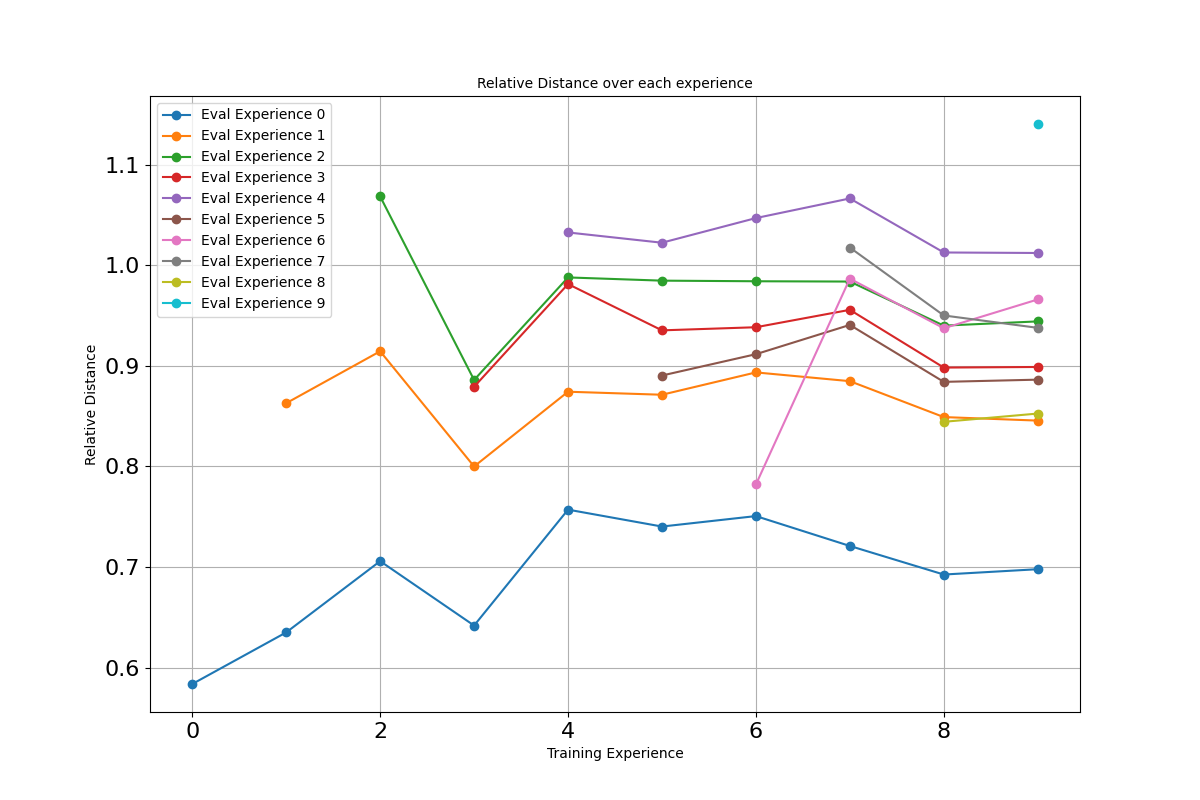 Relative Distance over each experience
Eval Experience 0
Eval Experience 1
Eval Experience 2
Eval Experience 3
Eval Experience 4
Eval Experience 5
Eval Experience 6
Eval Experience 7
Eval Experience 8
Eval Experience 9
1.1
1.0
0.9
0.8
0.7
0.6
Relative Distance
0 2 4 6 8
Training Experience